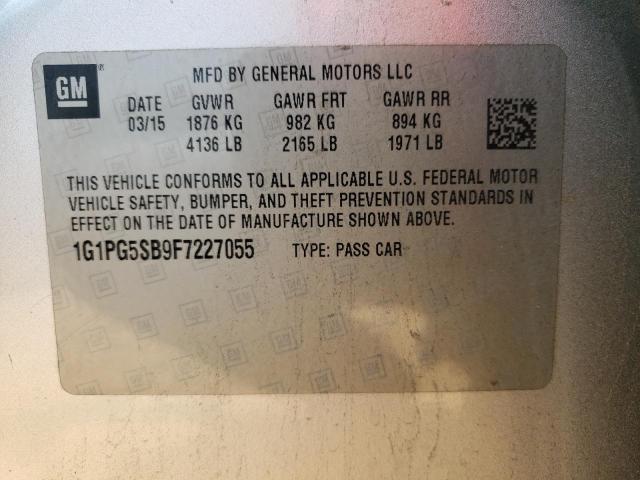 GM
MFD BY GENERAL MOTORS LLC
DATE GVWR GAWR FRT GAWR RR
03/15 1876 KG 982 KG 894 KG
4136 LB 2165 LB 1971 LB
THIS VEHICLE CONFORMS TO ALL APPLICABLE U.S. FEDERAL MOTOR
VEHICLE SAFETY, BUMPER, AND THEFT PREVENTION STANDARDS IN
EFFECT ON THE DATE OF MANUFACTURE SHOWN ABOVE.
1G1PG5SB9F7227055 TYPE: PASS CAR